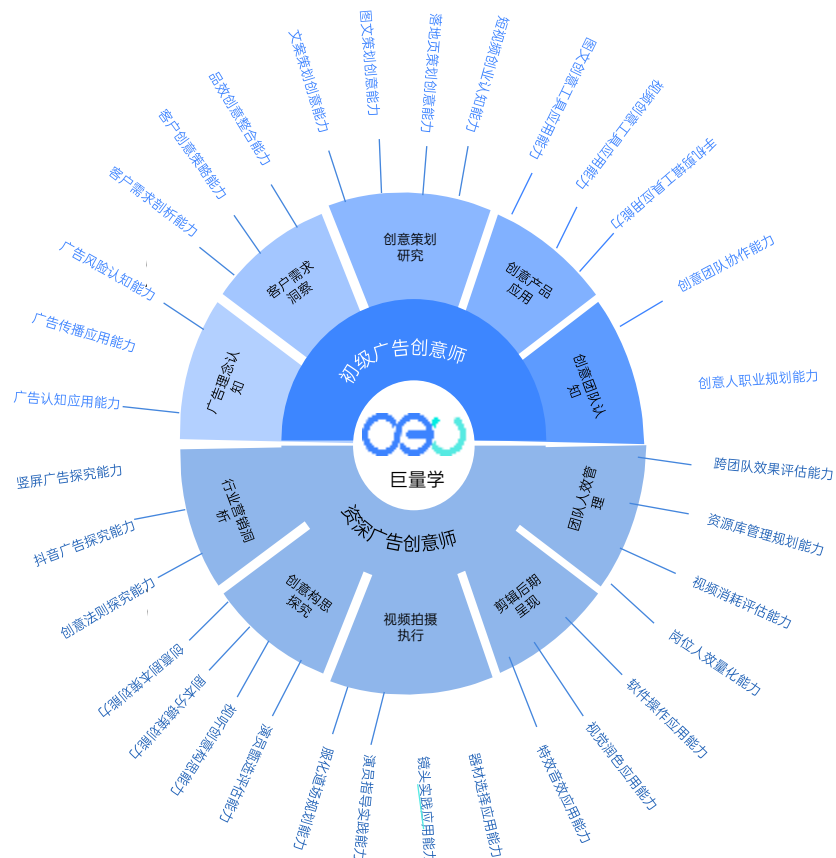 文案策划创意能力
图文策划创意能力
落地页策划创意能力
短视频创业认知能力
图文创意工具应用能力
视频创意工具应用能力
手机剪辑工具应用能力
创意团队协作能力
创意人职业规划能力
品效创意整合能力
客户创意策略能力
客户需求剖析能力
广告风险认知能力
广告传播应用能力
广告认知应用能力
创意策划
研究
客户需求
洞察
创意产品
应用
广告理念认
知
创意团队认
知
初级广告创意师
巨量学
资深广告创意师
行业营销洞
析
创意构思
探究
视频拍摄
执行
剪辑后期
呈现
团队人效管
理
竖屏广告探究能力
抖音广告探究能力
创意法则探究能力
创意剧本策划能力
剧本分镜策划能力
视听创意构思能力
演员甄选评估能力
服化道场规划能力
演员指导实践能力
镜头实践应用能力
器材选择应用能力
特效音效应用能力
视觉润色应用能力
软件操作应用能力
岗位人效量化能力
视频消耗评估能力
资源库管理规划能力
跨团队效果评估能力